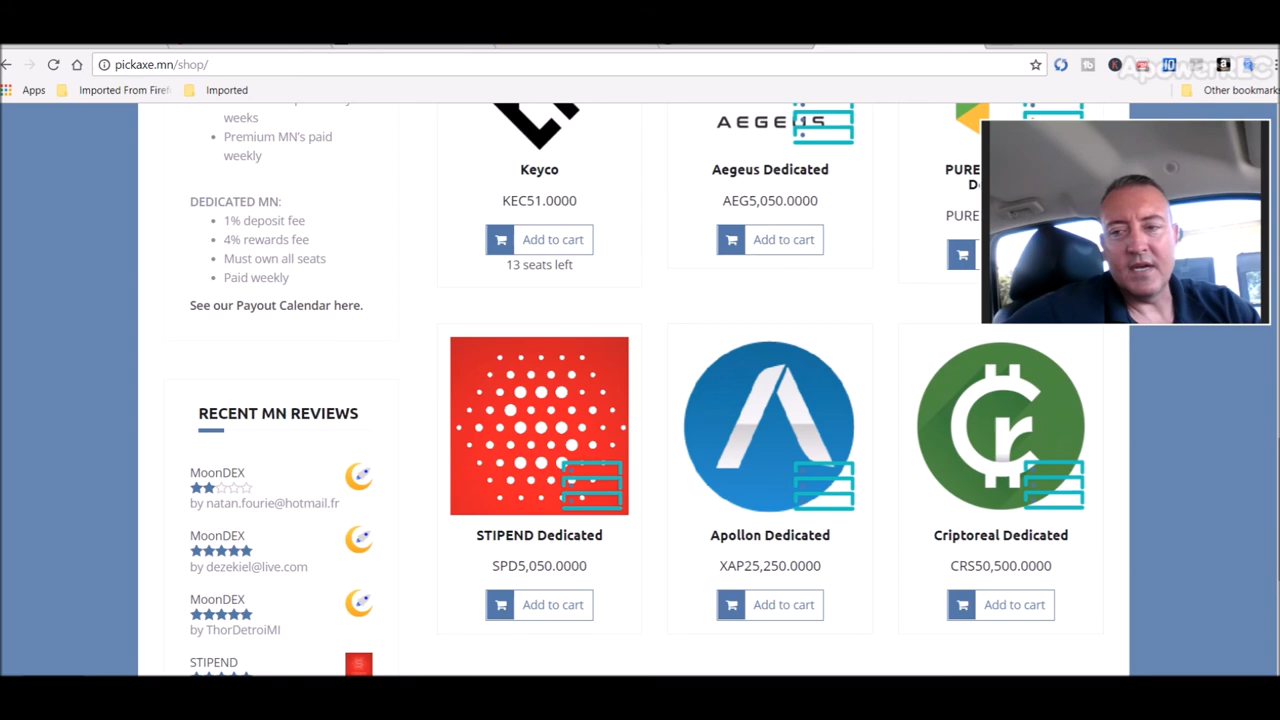 pickaxe.mn/shop/
ApowerREC
Apps
Imported From Firef
Imported
Other bookmark
weeks
Premium MN's paid
weekly
DEDICATED MN:
1% deposit fee
4% rewards fee
Must own all seats
Paid weekly
See our Payout Calendar here.
RECENT MN REVIEWS
MoonDEX
by natan.fourie@hotmail.fr
MoonDEX
by dezekiel@live.com
MoonDEX
by ThorDetroiMI
STIPEND
Keyco
KEC51.0000
Add to cart
13 seats left
AEGEUS
Aegeus Dedicated
AEG5,050.0000
Add to cart
PURE
PURE
STIPEND Dedicated
SPD5,050.0000
Add to cart
Apollon Dedicated
XAP25,250.0000
Add to cart
Criptoreal Dedicated
CRS50,500.0000
Add to cart